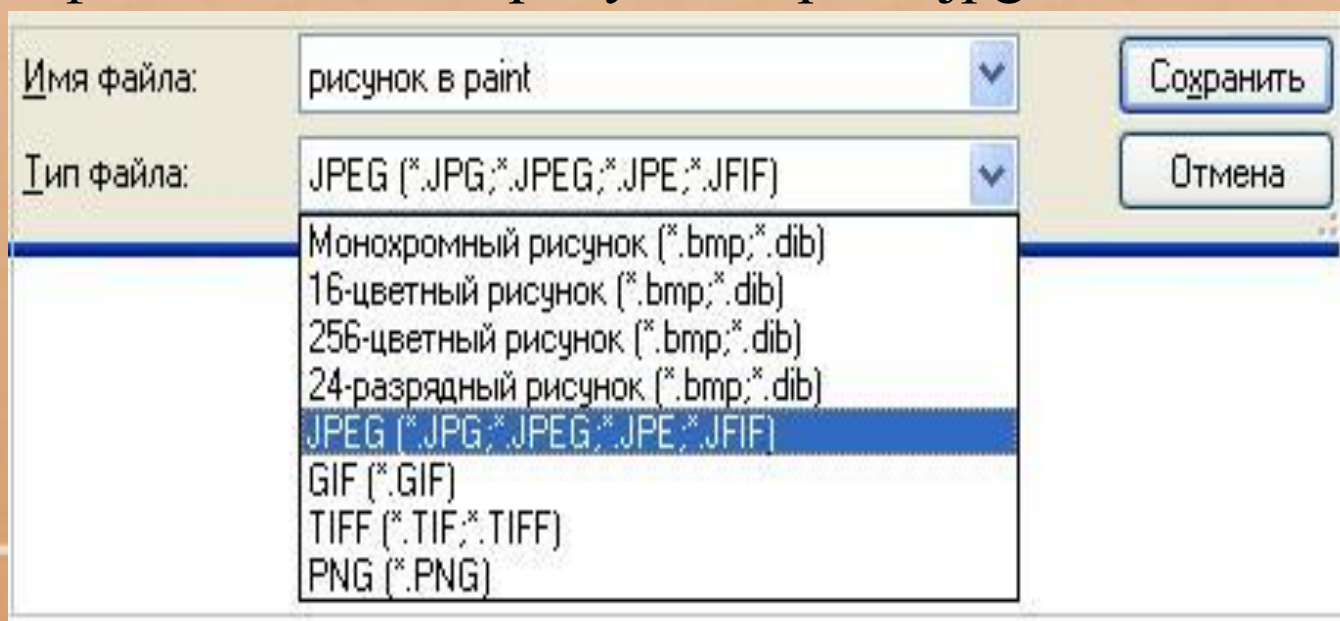 Имя файла: рисунок в paint Сохранить
Тип файла: JPEG (*.JPG;*.JPEG;*.JPE;*.JFIF) Отмена
Монохромный рисунок (*.bmp;*.dib)
16-цветный рисунок (*.bmp;*.dib)
256-цветный рисунок (*.bmp;*.dib)
24-разрядный рисунок (*.bmp;*.dib)
JPEG (*.JPG;*.JPEG;*.JPE;*.JFIF)
GIF (*.GIF)
TIFF (*.TIF;*.TIFF)
PNG (*.PNG)